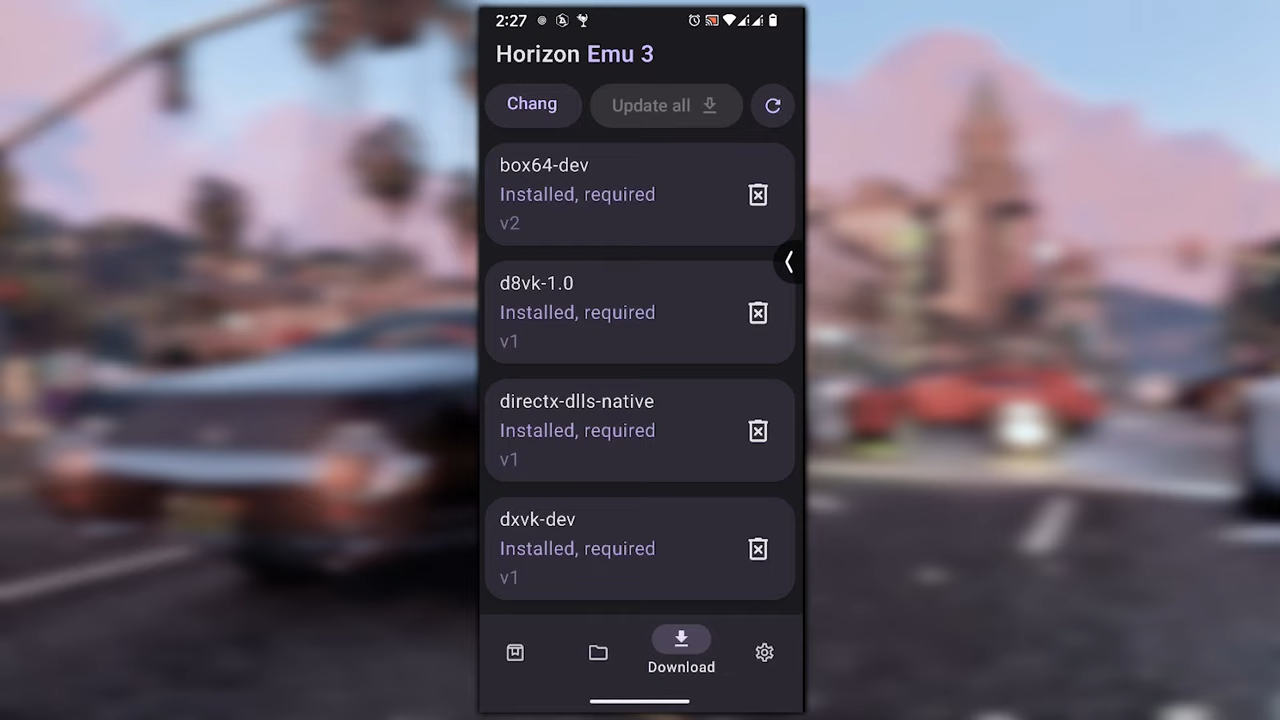 2:27
Horizon Emu 3
Chang
Update all
box64-dev
Installed, required
v2
d8vk-1.0
Installed, required
v1
directx-dlls-native
Installed, required
v1
dxvk-dev
Installed, required
v1
Download